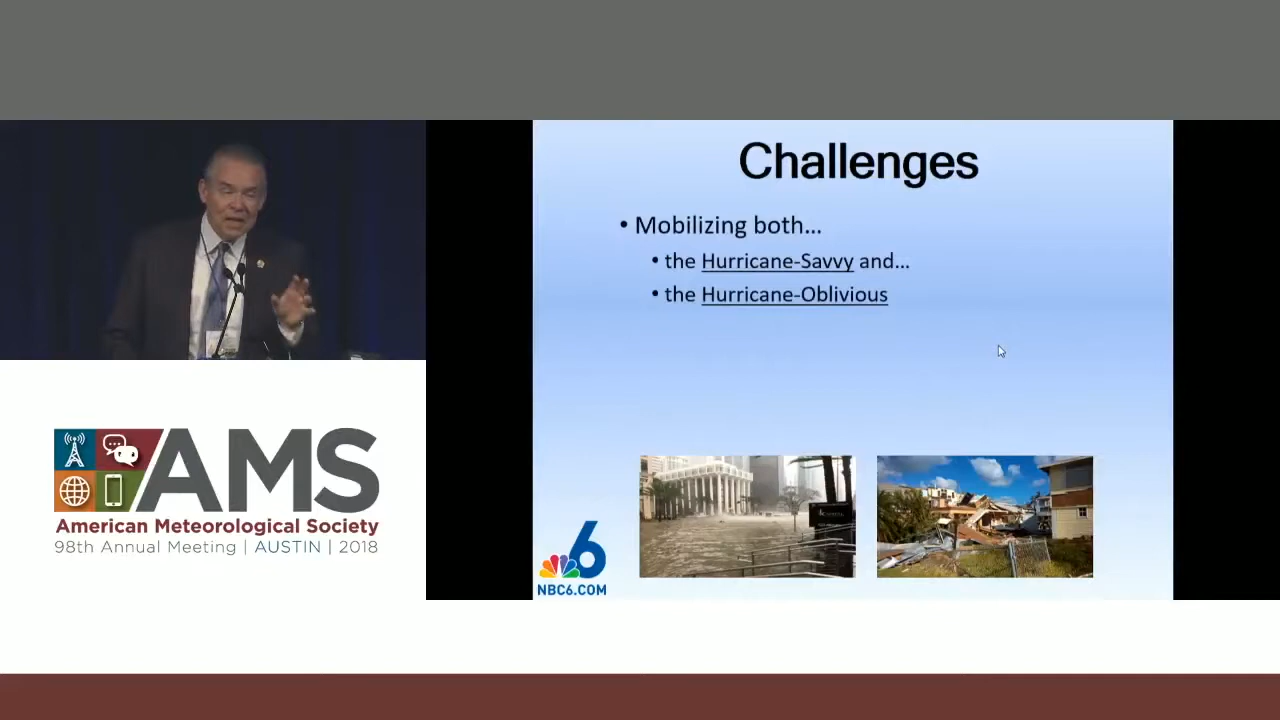 Challenges
• Mobilizing both...
• the Hurricane-Savvy and...
• the Hurricane-Oblivious
6
NBC6.COM
AMS
American Meteorological Society
98th Annual Meeting | AUSTIN | 2018